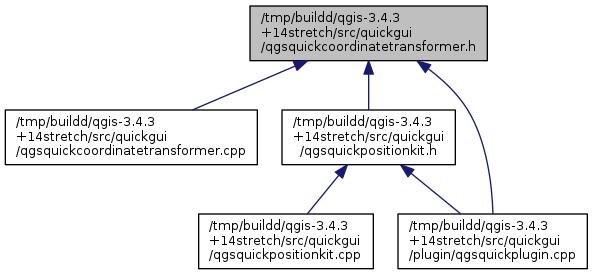 /tmp/buildd/qgis-3.4.3
+14stretch/src/quickgui
/qgsquickcoordinatetransformer.h
/tmp/buildd/qgis-3.4.3
+14stretch/src/quickgui
/qgsquickcoordinatetransformer.cpp
/tmp/buildd/qgis-3.4.3
+14stretch/src/quickgui
/qgsquickpositionkit.h
/tmp/buildd/qgis-3.4.3
+14stretch/src/quickgui
/qgsquickpositionkit.cpp
/tmp/buildd/qgis-3.4.3
+14stretch/src/quickgui
/plugin/qgsquickplugin.cpp